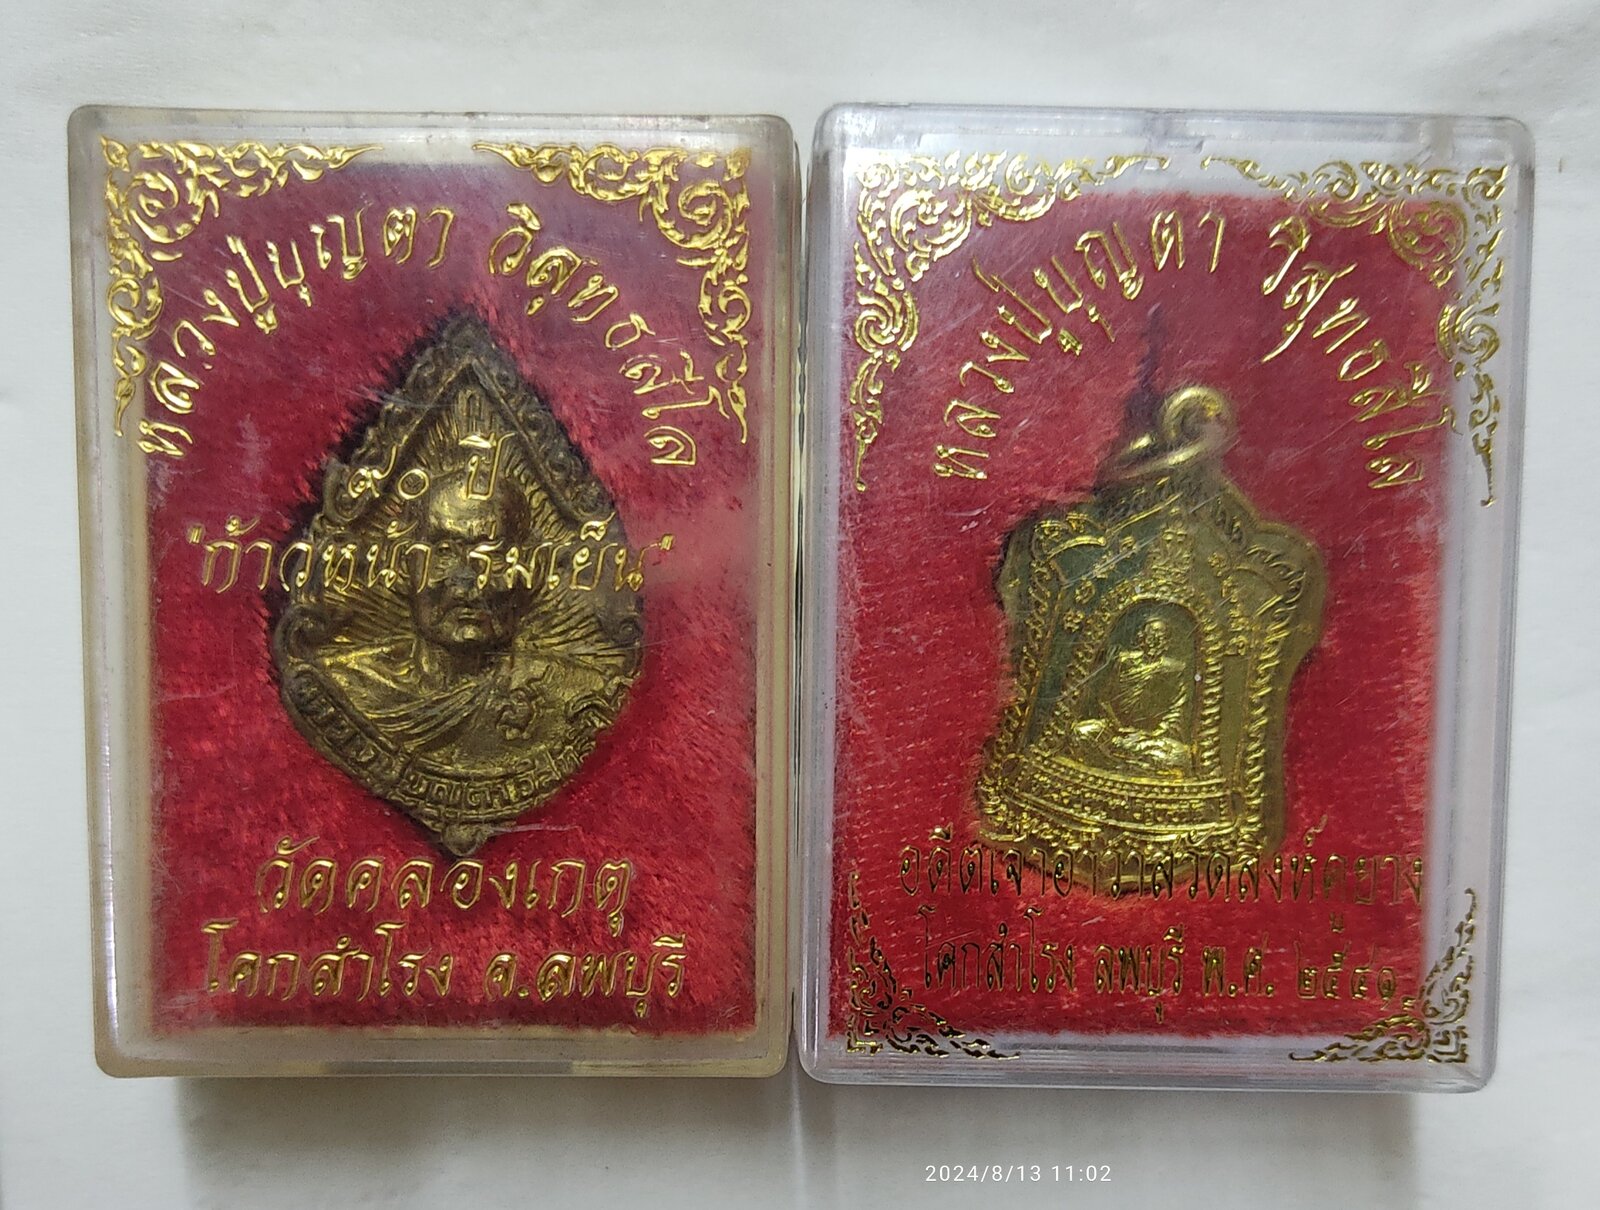 หลวงปู่บุญตา วิสุทธสีโล
๙๐ ปี
"ก้าวหน้า ร่มเย็น"
วัดคลองเกตุ
โคกสำโรง จ.ลพบุรี
หลวงปู่บุญตา วิสุทธสีโล
อดีตเจ้าอาวาสวัดสิงห์คูยาง
โคกสำโรง ลพบุรี พ.ศ. ๒๕๕๑
2024/8/13 11:02